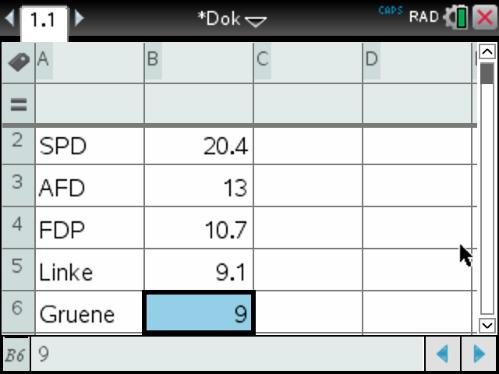 1.1 *Dok CAPS RAD
A B C D
=
2 SPD 20.4
3 AFD 13
4 FDP 10.7
5 Linke 9.1
6 Gruene 9
B6 9